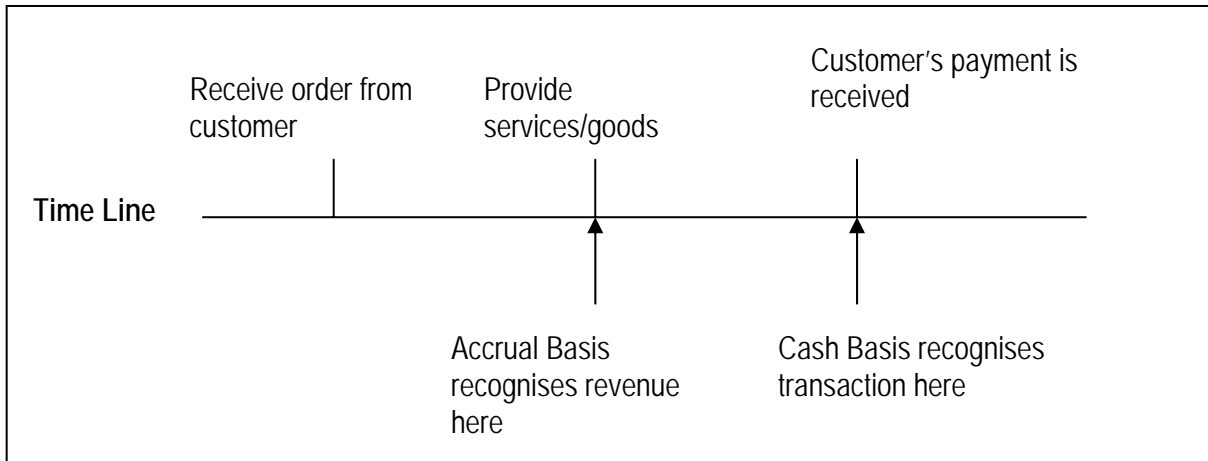 Receive order from
customer
Provide
services/goods
Customer’s payment is
received
Time Line
Accrual Basis
recognises revenue
here
Cash Basis recognises
transaction here